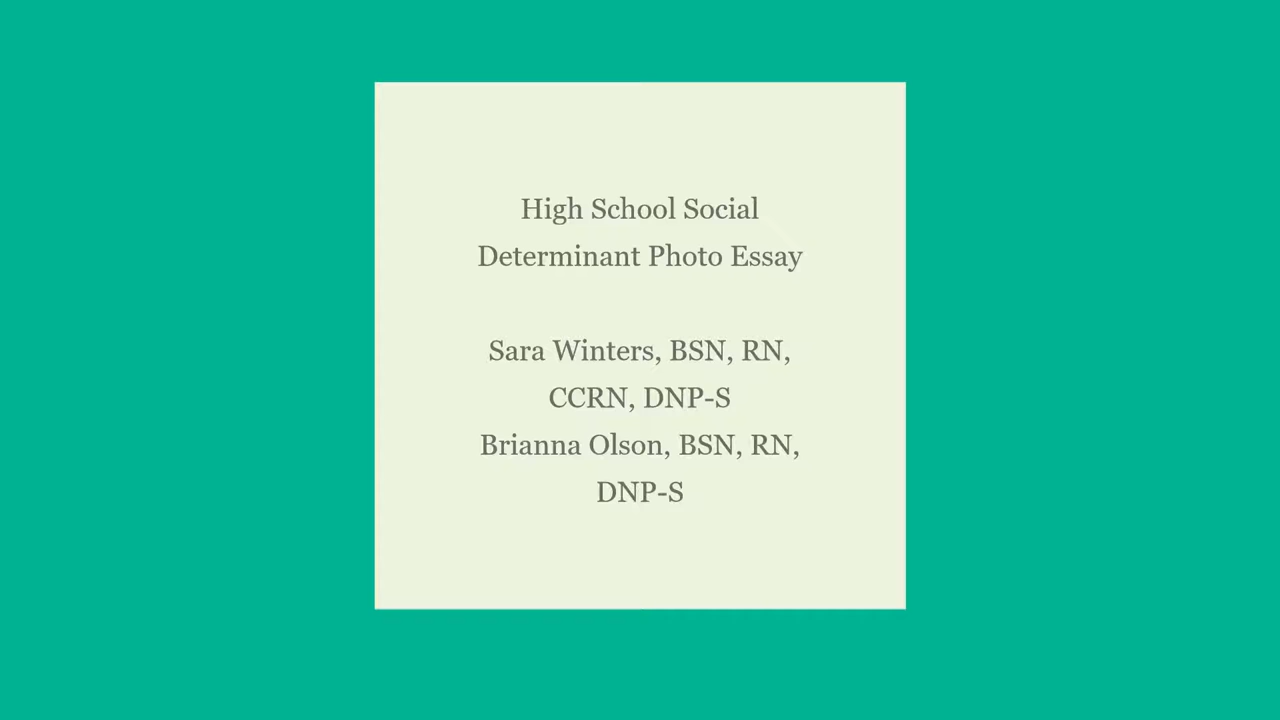 High School Social
Determinant Photo Essay
Sara Winters, BSN, RN,
CCRN, DNP-S
Brianna Olson, BSN, RN,
DNP-S